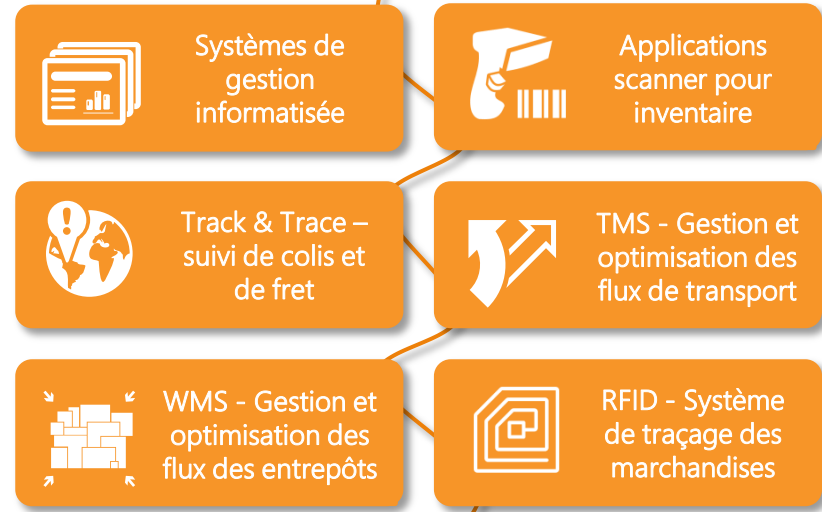 Systèmes de
gestion
informatisée
Applications
scanner pour
inventaire
Track & Trace –
suivi de colis et
de fret
TMS - Gestion et
optimisation des
flux de transport
WMS - Gestion et
optimisation des
flux des entrepôts
RFID - Système
de traçage des
marchandises